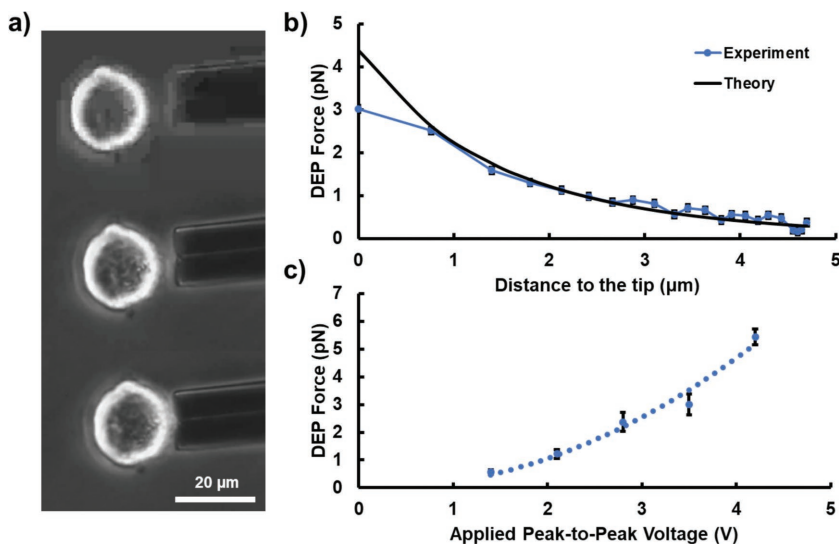 a)
20 µm
b)
DEP Force (pN)
5
4
3
2
1
0
Experiment
Theory
0 1 2 3 4 5
Distance to the tip (µm)
c)
DEP Force (pN)
7
6
5
4
3
2
1
0
0 1 2 3 4 5
Applied Peak-to-Peak Voltage (V)